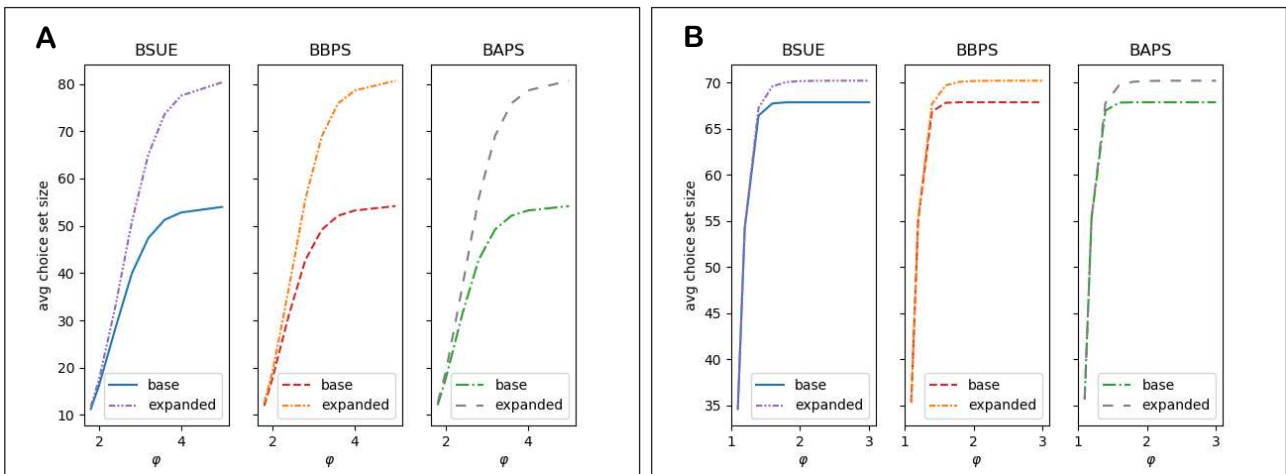 A
BSUE
BBPS
BAPS
avg choice set size
80
70
60
50
40
30
20
10
base
expanded
base
expanded
base
expanded
2
4
2
4
2
4
φ
φ
φ
B
BSUE
BBPS
BAPS
avg choice set size
70
65
60
55
50
45
40
35
base
expanded
base
expanded
base
expanded
1
2
3
1
2
3
1
2
3
φ
φ
φ